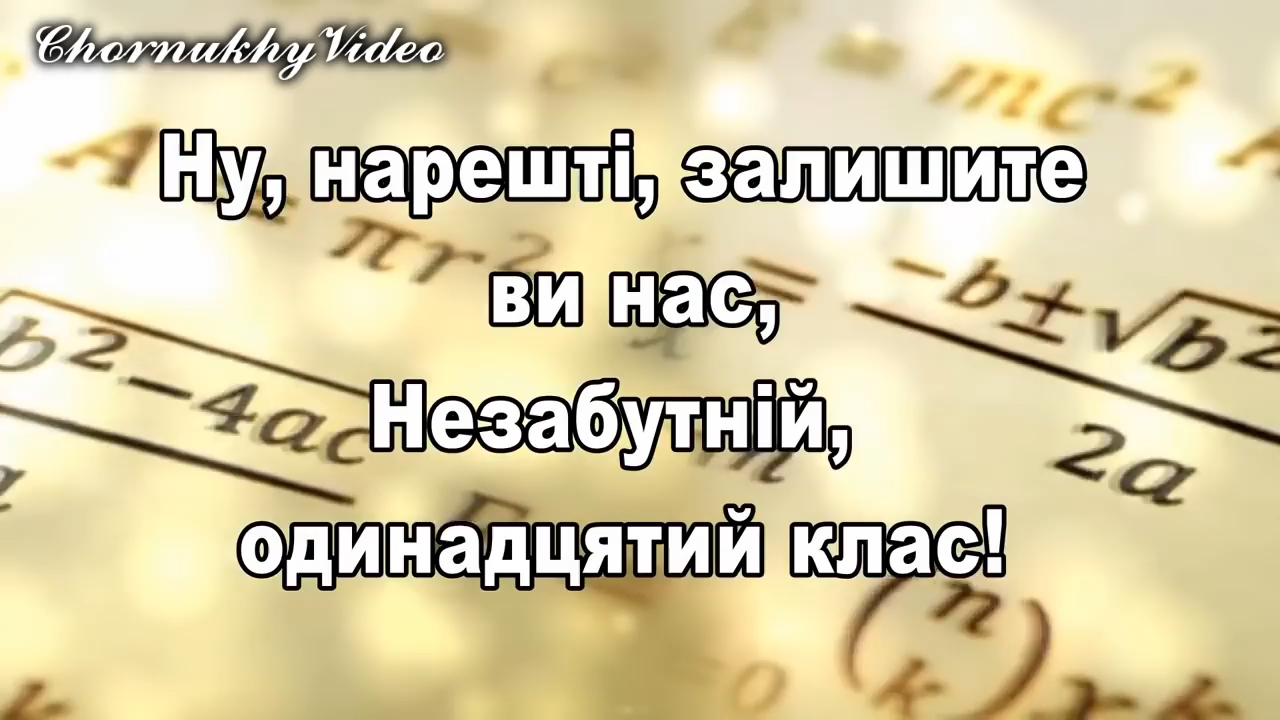 ChornukhyVideo
Ну, нарешті, залишите
ви нас,
Незабутній,
одинадцятий клас!
E = mc²
A = πr²
x = -b±√b²
2a
b²-4ac
a
(n k) x^k